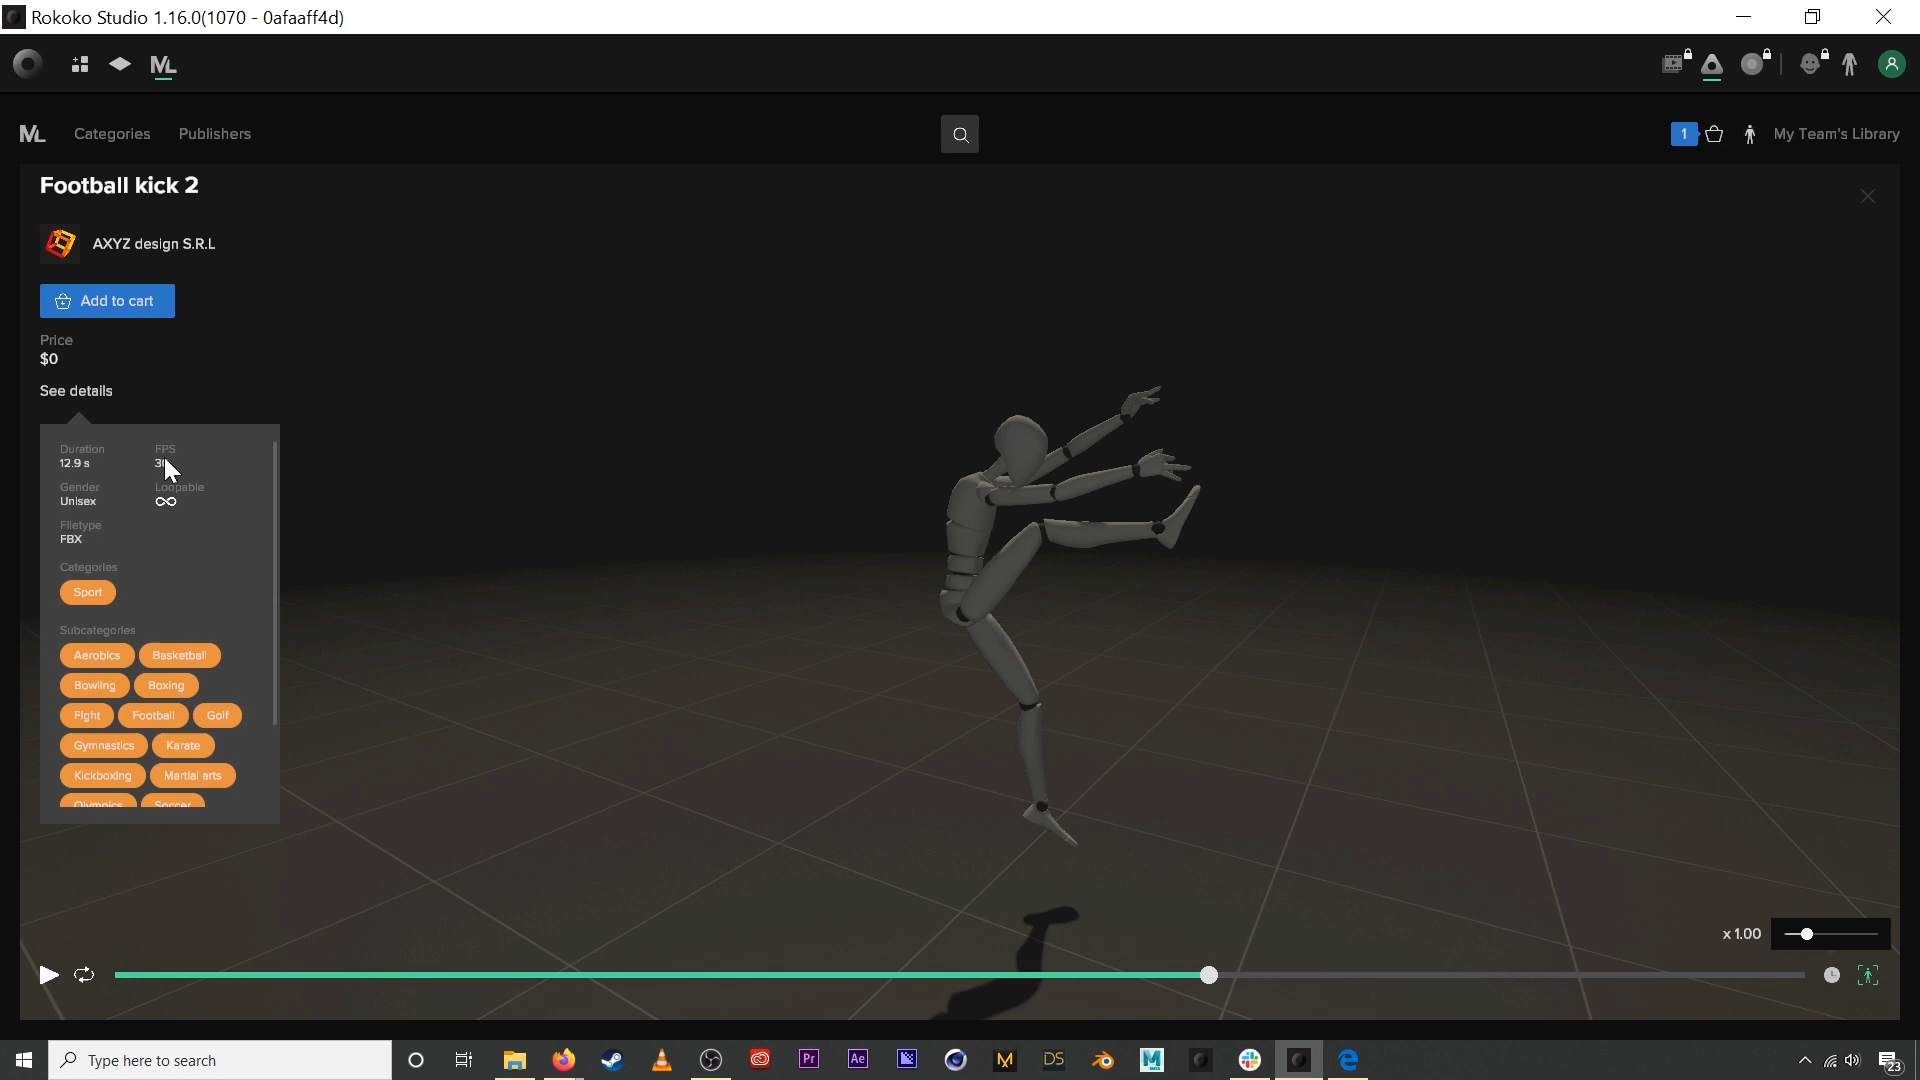 Rokoko Studio 1.16.0(1070 - 0afaaff4d)
ML
ML Categories Publishers 1 My Team's Library
Football kick 2
AXYZ design S.R.L
Add to cart
Price
$0
See details
Duration FPS
12.9 s
Gender Loopable
Unisex
Filetype
FBX
Categories
Sport
Subcategories
Aerobics Basketball
Bowling Boxing
Fight Football Golf
Gymnastics Karate
Kickboxing Martial arts
Olympics Soccer
x 1.00
Type here to search
Pr Ae DS 23